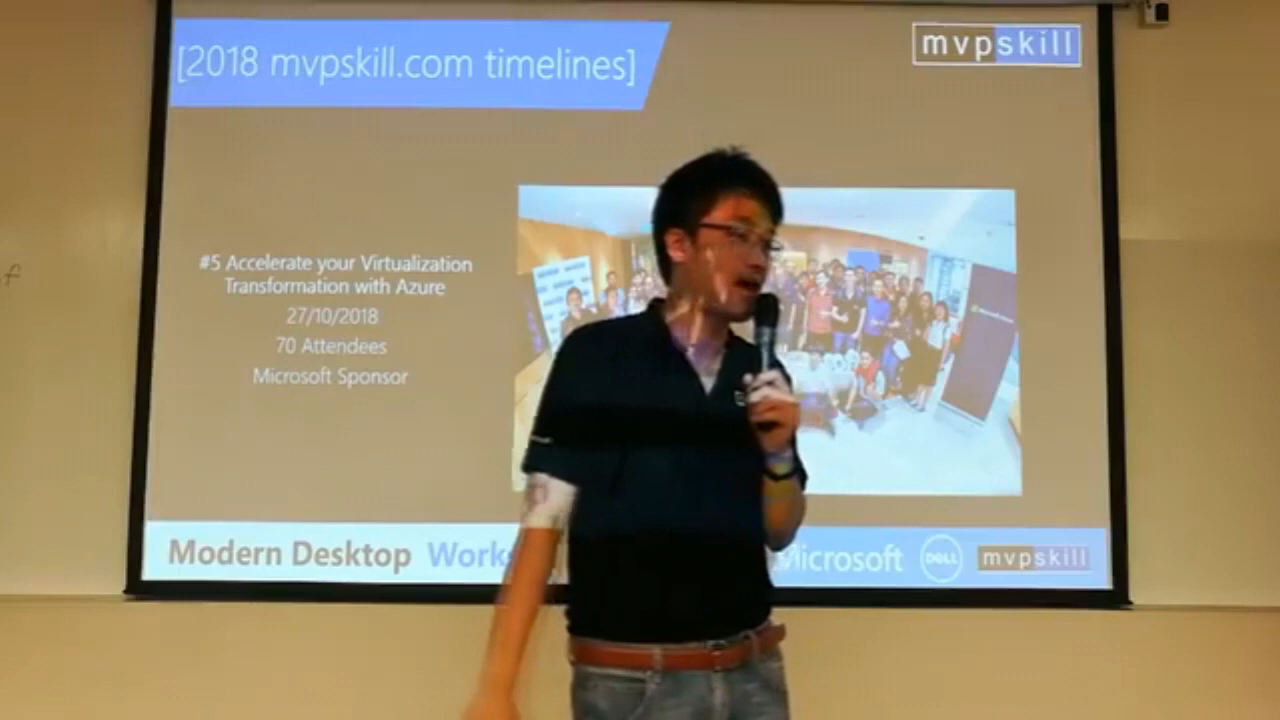 [2018 mvpskill.com timelines]
mvpskill
#5 Accelerate your Virtualization
Transformation with Azure
27/10/2018
70 Attendees
Microsoft Sponsor
Modern Desktop
Microsoft
DELL
mvpskill